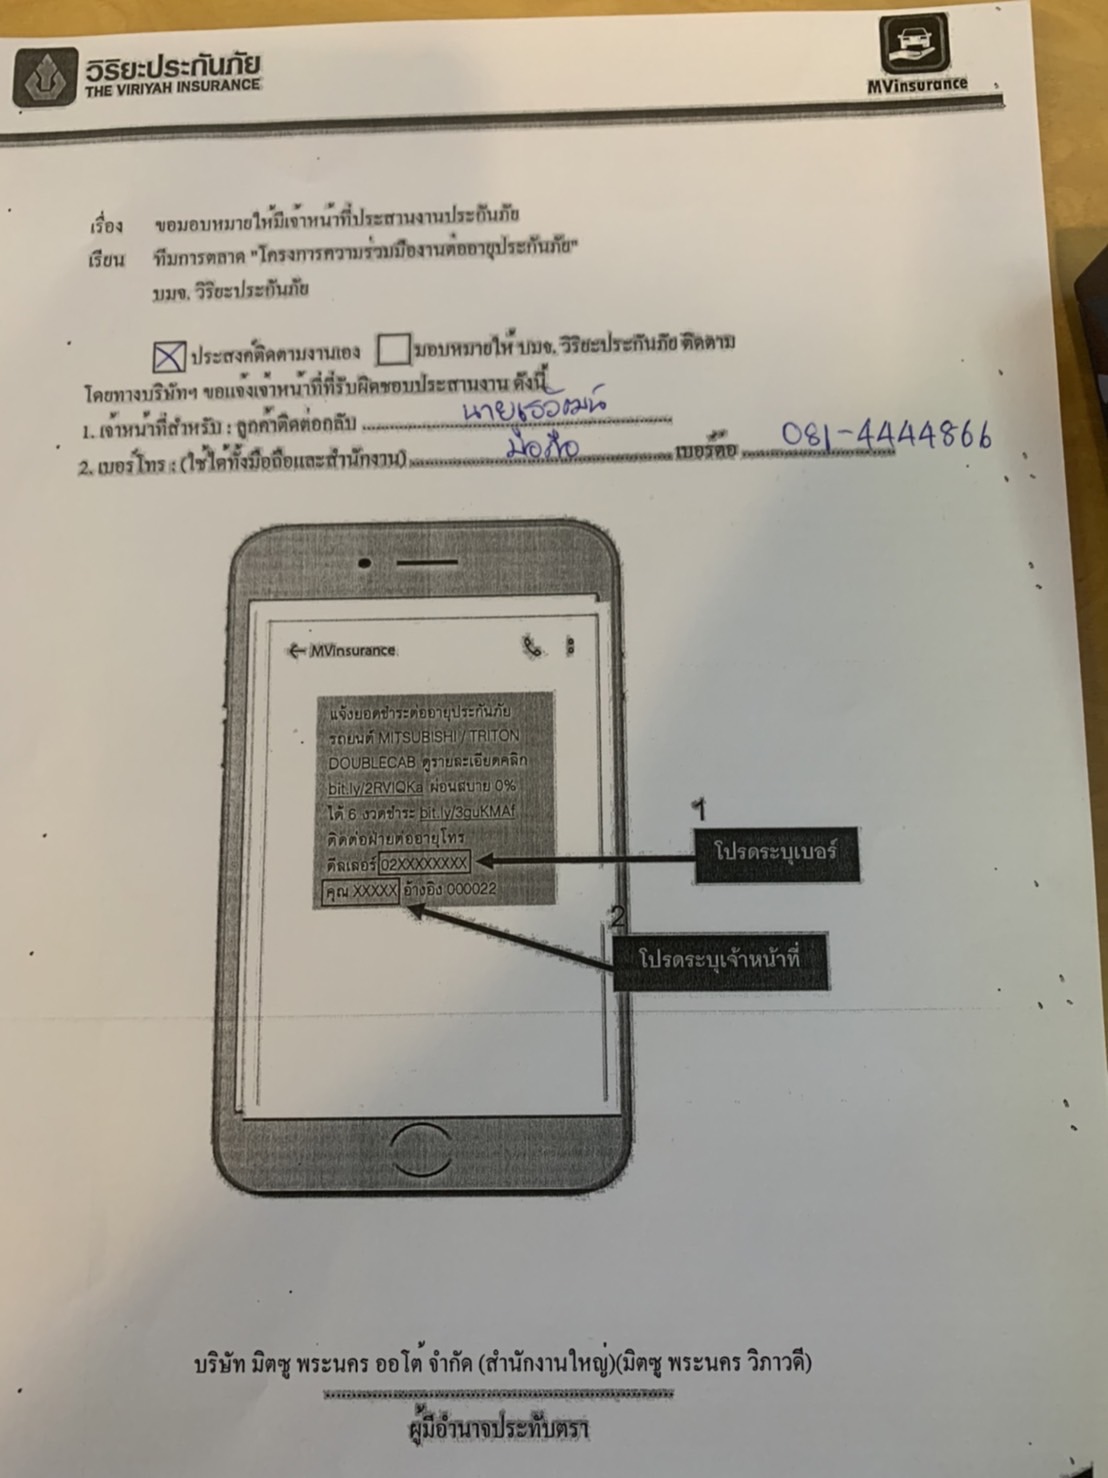 วิริยะประกันภัย
THE VIRIYAH INSURANCE
MVinsurance
เรื่อง ขอมอบหมายให้มีเจ้าหน้าที่ประสานงานประกันภัย
เรียน ทีมการตลาด "โครงการความร่วมมืองานต่ออายุประกันภัย"
บมจ. วิริยะประกันภัย
ประสงค์ติดตามงานเอง มอบหมายให้ บมจ. วิริยะประกันภัย ติดตาม
โดยทางบริษัทฯ ขอแจ้งเจ้าหน้าที่ที่รับผิดชอบประสานงาน ดังนี้
1. เจ้าหน้าที่สำหรับ : ลูกค้าติดต่อกลับ
2. เบอร์โทร : (ใช้ได้ทั้งมือถือและสำนักงาน) มือถือ เบอร์คือ 081-4444866
MVinsurance
แจ้งยอดชำระต่ออายุประกันภัย
รถยนต์ MITSUBISHI / TRITON
DOUBLECAB ดูรายละเอียดคลิก
bit.ly/2RVIQKa ผ่อนสบาย 0%
ได้ 6 งวดชำระ bit.ly/3guKMAf
ติดต่อฝ่ายต่ออายุโทร
ดีลเลอร์ 02XXXXXXXX
คุณ XXXXX อ้างอิง 000022
1
โปรดระบุเบอร์
2
โปรดระบุเจ้าหน้าที่
บริษัท มิตซู พระนคร ออโต้ จำกัด (สำนักงานใหญ่)(มิตซู พระนคร วิภาวดี)
ผู้มีอำนาจประทับตรา